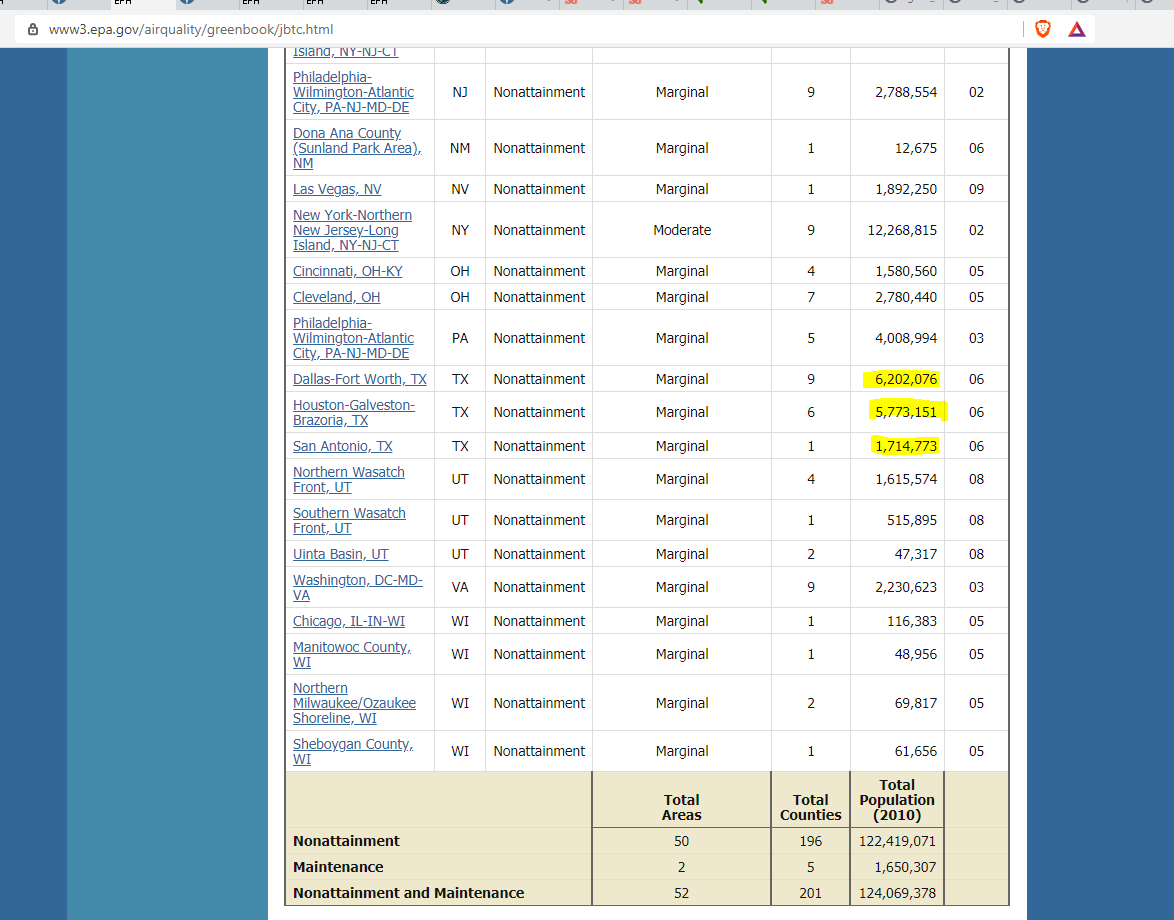 EPA
EPA
EPA
EPA
www3.epa.gov/airquality/greenbook/jbtc.html
Island, NY-NJ-CT
Philadelphia-
Wilmington-Atlantic
City, PA-NJ-MD-DE
NJ Nonattainment Marginal 9 2,788,554 02
Dona Ana County
(Sunland Park Area),
NM
NM Nonattainment Marginal 1 12,675 06
Las Vegas, NV NV Nonattainment Marginal 1 1,892,250 09
New York-Northern
New Jersey-Long
Island, NY-NJ-CT
NY Nonattainment Moderate 9 12,268,815 02
Cincinnati, OH-KY OH Nonattainment Marginal 4 1,580,560 05
Cleveland, OH OH Nonattainment Marginal 7 2,780,440 05
Philadelphia-
Wilmington-Atlantic
City, PA-NJ-MD-DE
PA Nonattainment Marginal 5 4,008,994 03
Dallas-Fort Worth, TX TX Nonattainment Marginal 9 6,202,076 06
Houston-Galveston-
Brazoria, TX
TX Nonattainment Marginal 6 5,773,151 06
San Antonio, TX TX Nonattainment Marginal 1 1,714,773 06
Northern Wasatch
Front, UT
UT Nonattainment Marginal 4 1,615,574 08
Southern Wasatch
Front, UT
UT Nonattainment Marginal 1 515,895 08
Uinta Basin, UT UT Nonattainment Marginal 2 47,317 08
Washington, DC-MD-
VA
VA Nonattainment Marginal 9 2,230,623 03
Chicago, IL-IN-WI WI Nonattainment Marginal 1 116,383 05
Manitowoc County,
WI
WI Nonattainment Marginal 1 48,956 05
Northern
Milwaukee/Ozaukee
Shoreline, WI
WI Nonattainment Marginal 2 69,817 05
Sheboygan County,
WI
WI Nonattainment Marginal 1 61,656 05
Total
Areas
Total
Counties
Total
Population
(2010)
Nonattainment 50 196 122,419,071
Maintenance 2 5 1,650,307
Nonattainment and Maintenance 52 201 124,069,378